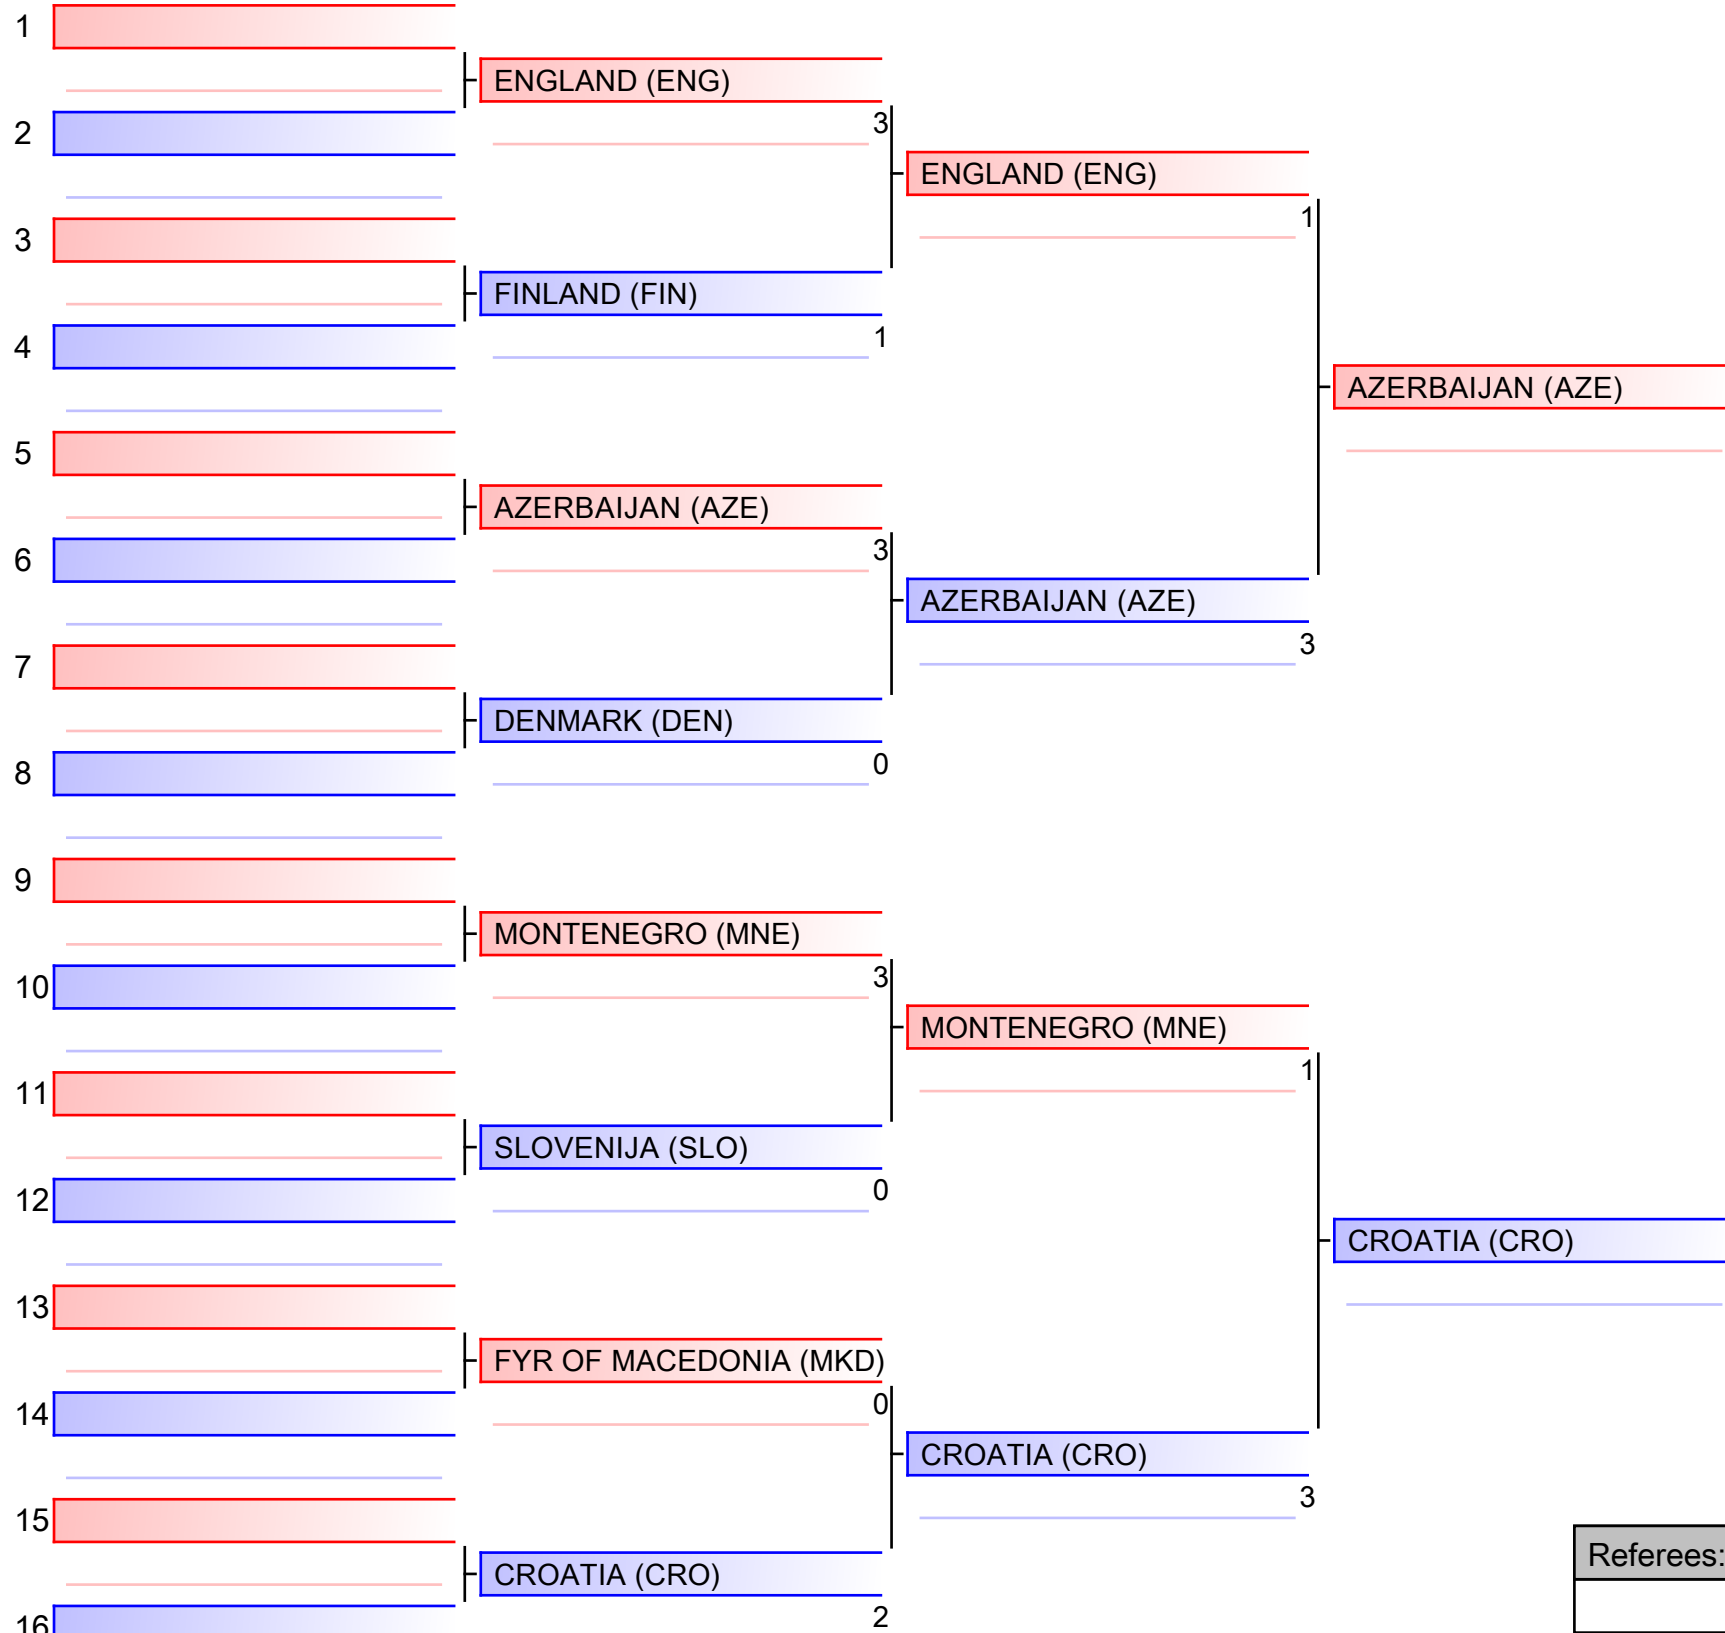 1
ENGLAND (ENG)
3
2
ENGLAND (ENG)
1
3
FINLAND (FIN)
1
4
AZERBAIJAN (AZE)
5
AZERBAIJAN (AZE)
3
6
AZERBAIJAN (AZE)
3
7
DENMARK (DEN)
0
8
9
MONTENEGRO (MNE)
3
10
MONTENEGRO (MNE)
1
11
SLOVENIJA (SLO)
0
12
CROATIA (CRO)
13
FYR OF MACEDONIA (MKD)
0
14
CROATIA (CRO)
3
15
Referees:
CROATIA (CRO)
2
16